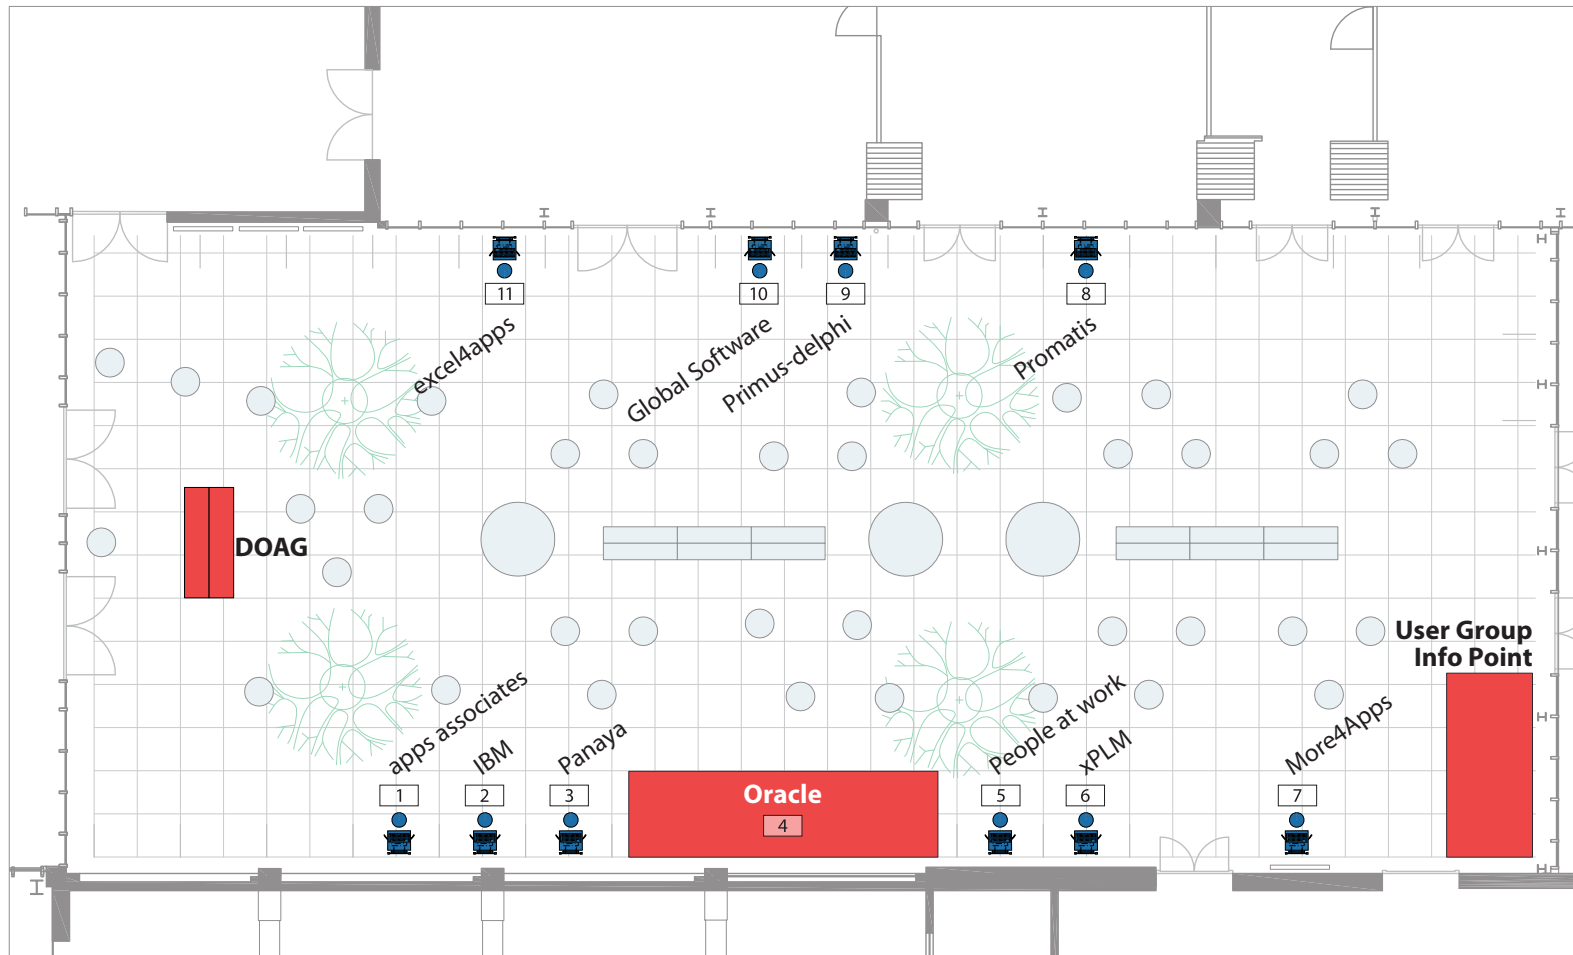 11
10
9
8
excel4apps
Global Software
Primus-delphi
Promatis
DOAG
User Group
Info Point
apps associates
IBM
Panaya
People at work
xPLM
More4Apps
1
2
3
Oracle
4
5
6
7